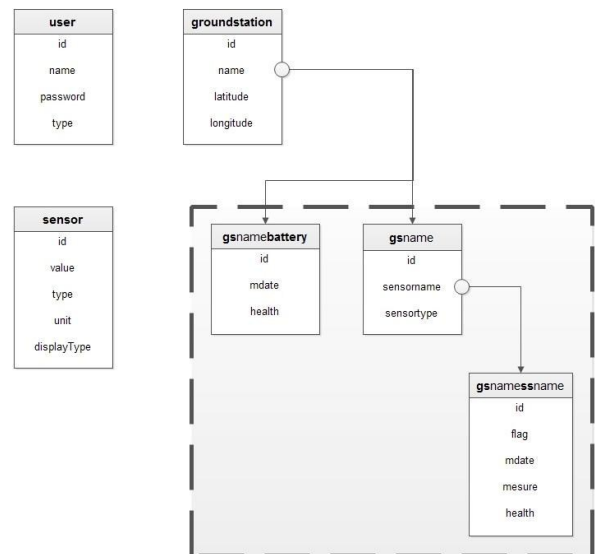 user
id
name
password
type
groundstation
id
name
latitude
longitude
sensor
id
value
type
unit
displayType
gsnamebattery
id
mdate
health
gsname
id
sensorname
sensortype
gsnamessname
id
flag
mdate
mesure
health